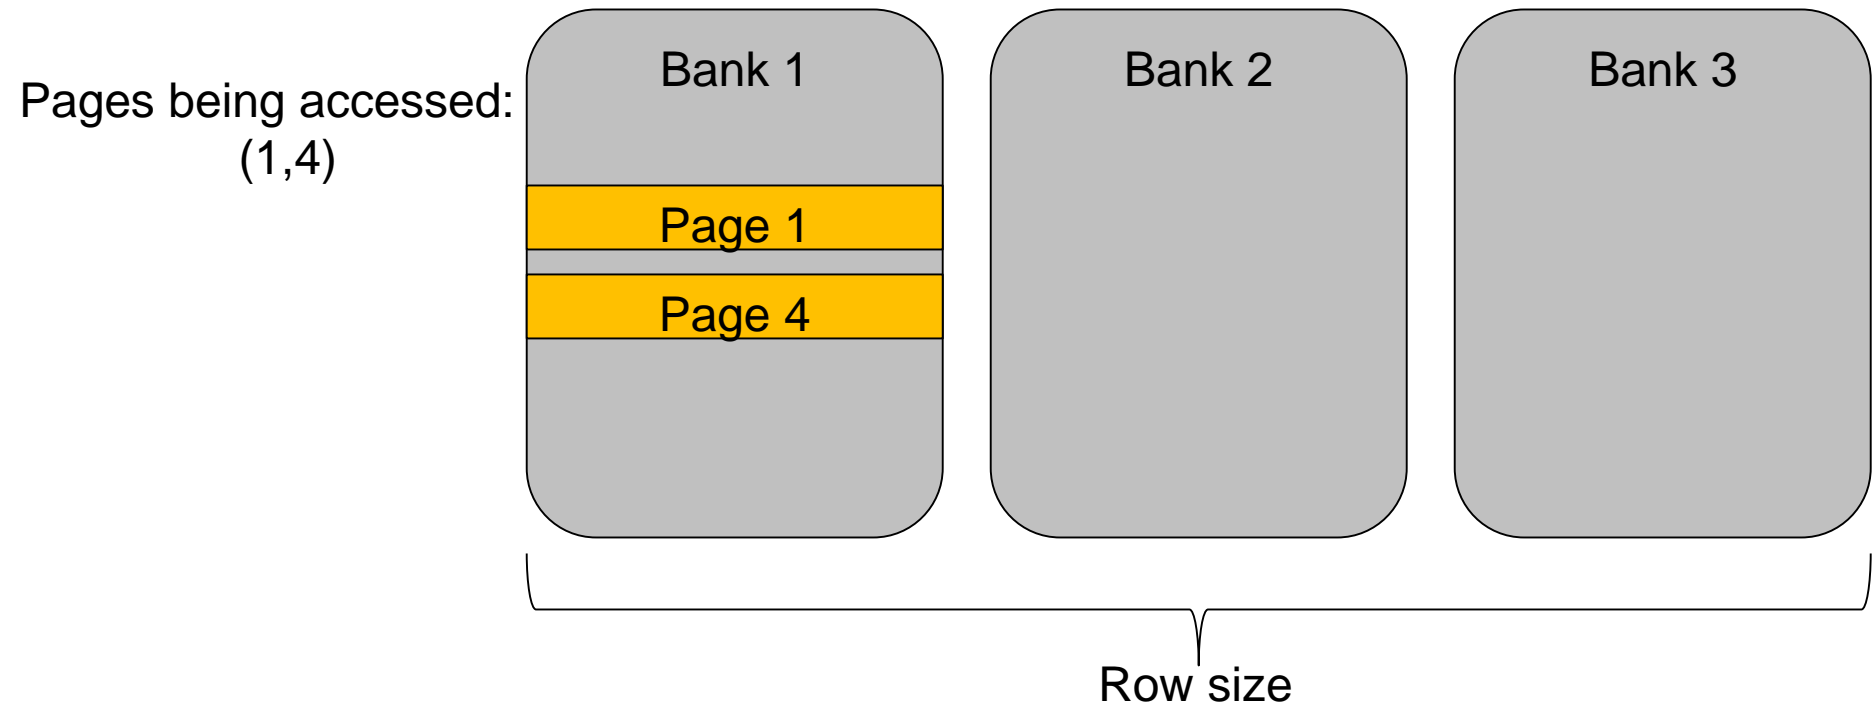 Bank 1
Bank 2
Bank 3
Pages being accessed:
(1,4)
Page 1
Page 4
Row size